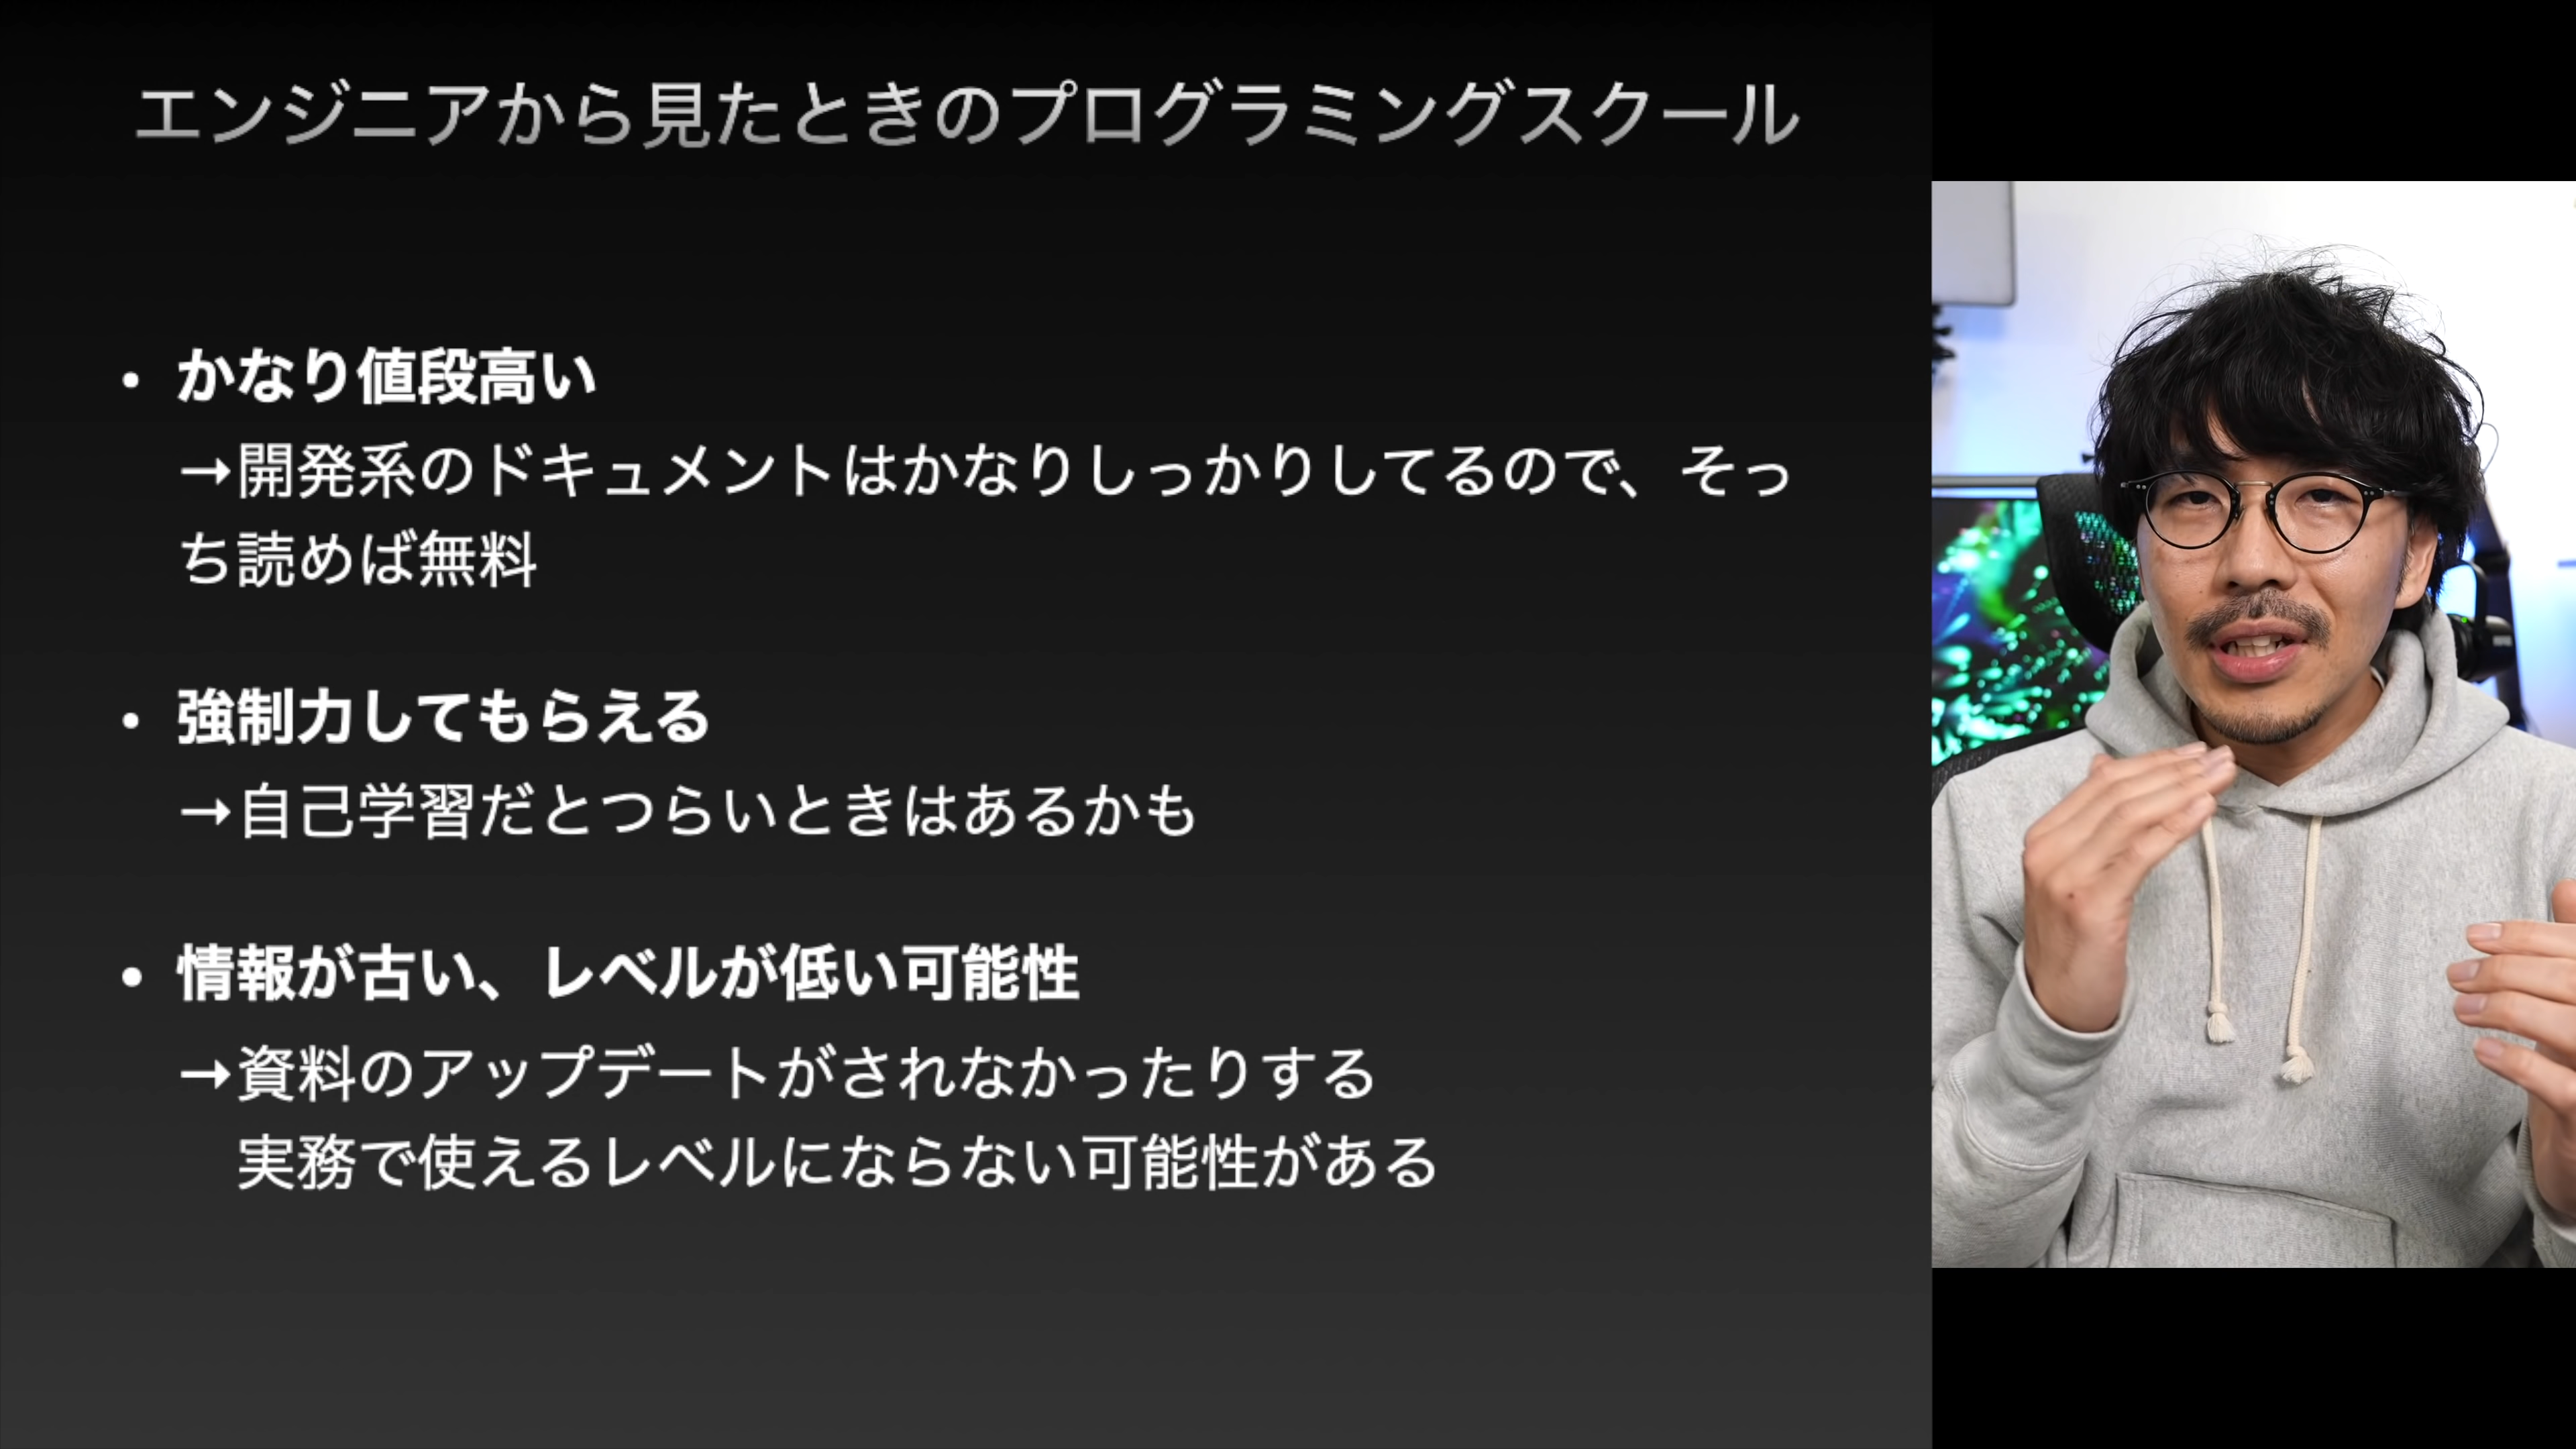 エンジニアから見たときのプログラミングスクール
• かなり値段高い
→開発系のドキュメントはかなりしっかりしてるので、そっ
ち読めば無料
• 強制力してもらえる
→自己学習だとつらいときはあるかも
• 情報が古い、レベルが低い可能性
→資料のアップデートがされなかったりする
実務で使えるレベルにならない可能性がある